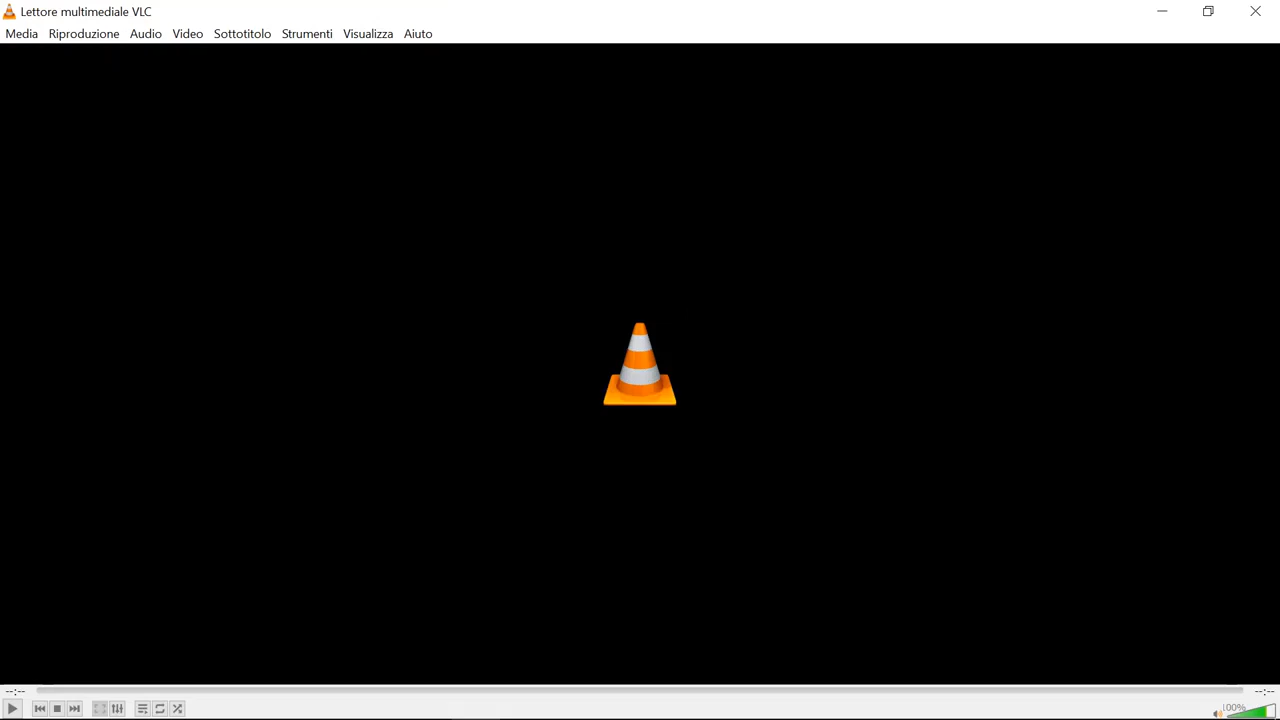 Lettore multimediale VLC
Media Riproduzione Audio Video Sottotitolo Strumenti Visualizza Aiuto
--:-- --:--
100%